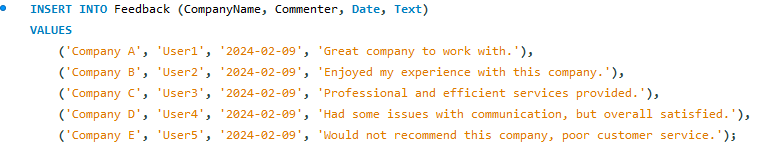 INSERT INTO Feedback (CompanyName, Commenter, Date, Text)
VALUES
('Company A', 'User1', '2024-02-09', 'Great company to work with.'),
('Company B', 'User2', '2024-02-09', 'Enjoyed my experience with this company.'),
('Company C', 'User3', '2024-02-09', 'Professional and efficient services provided.'),
('Company D', 'User4', '2024-02-09', 'Had some issues with communication, but overall satisfied.'),
('Company E', 'User5', '2024-02-09', 'Would not recommend this company, poor customer service.');